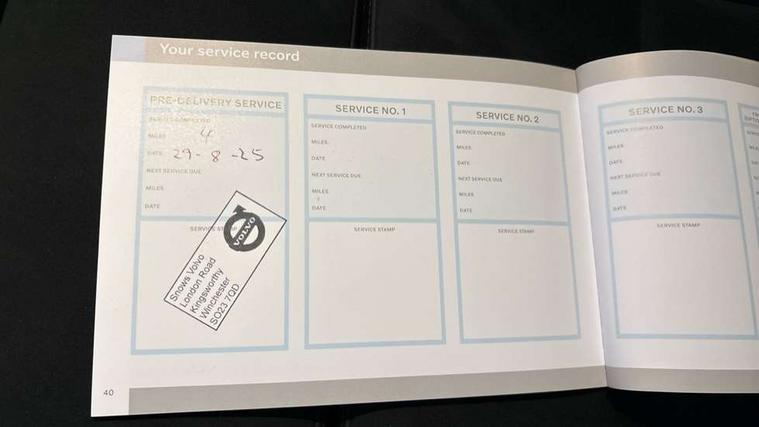 Your service record
PRE-DELIVERY SERVICE
SERVICE COMPLETED
MILES: 4
DATE: 29-8-25
NEXT SERVICE DUE
MILES:
DATE:
SERVICE STAMP
VOLVO
Snows Volvo
London Road
Kingsworthy
Winchester
SO23 7QD
SERVICE NO. 1
SERVICE COMPLETED
MILES:
DATE:
NEXT SERVICE DUE
MILES:
DATE:
SERVICE STAMP
SERVICE NO. 2
SERVICE COMPLETED
MILES:
DATE:
NEXT SERVICE DUE
MILES:
DATE:
SERVICE STAMP
SERVICE NO. 3
SERVICE COMPLETED
MILES:
DATE:
NEXT SERVICE DUE
MILES:
DATE:
SERVICE STAMP
40